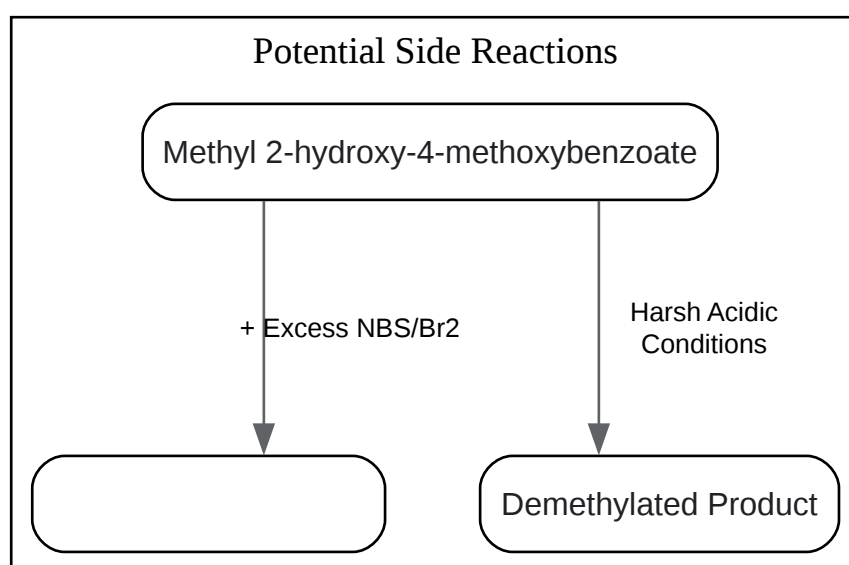 Potential Side Reactions
Methyl 2-hydroxy-4-methoxybenzoate
+ Excess NBS/Br2
Harsh Acidic
Conditions
Demethylated Product